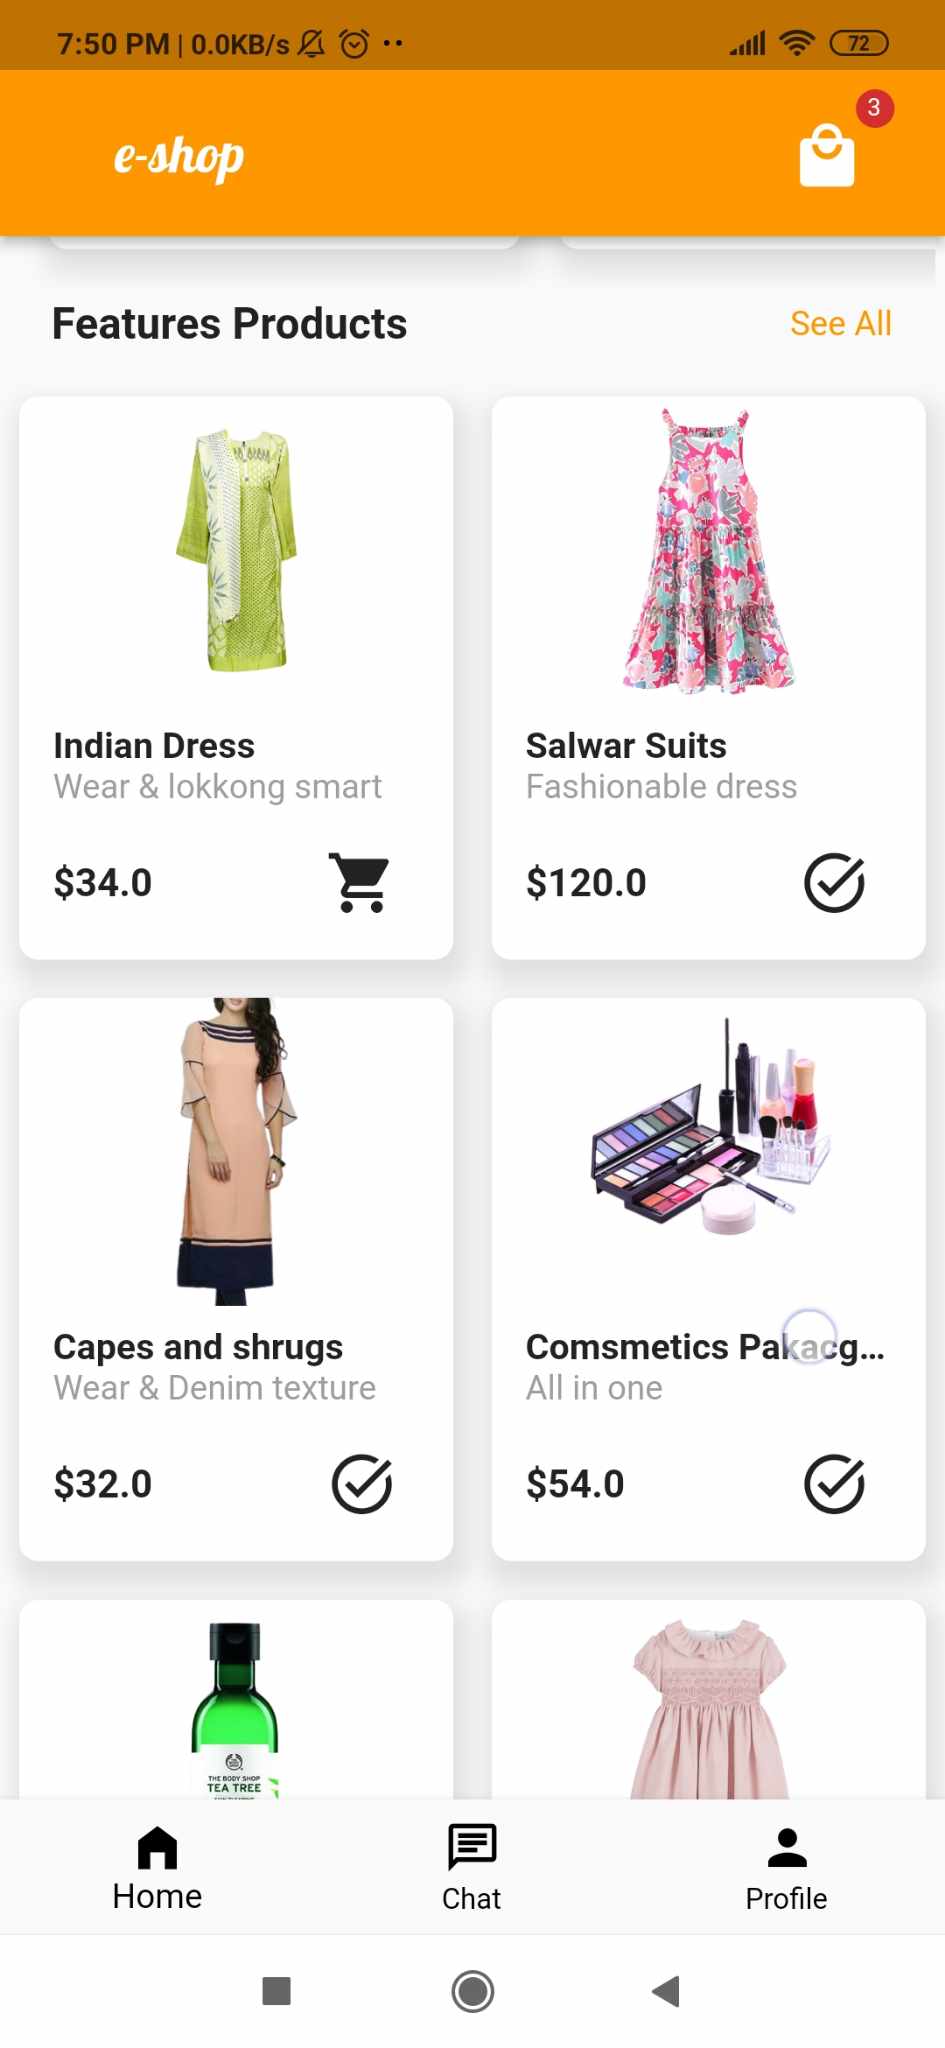 7:50 PM | 0.0KB/s
72
3
e-shop
Features Products
See All
Indian Dress
Wear & lokkong smart
$34.0
Salwar Suits
Fashionable dress
$120.0
Capes and shrugs
Wear & Denim texture
$32.0
Comsmetics Pakacg...
All in one
$54.0
THE BODY SHOP
TEA TREE
Home
Chat
Profile